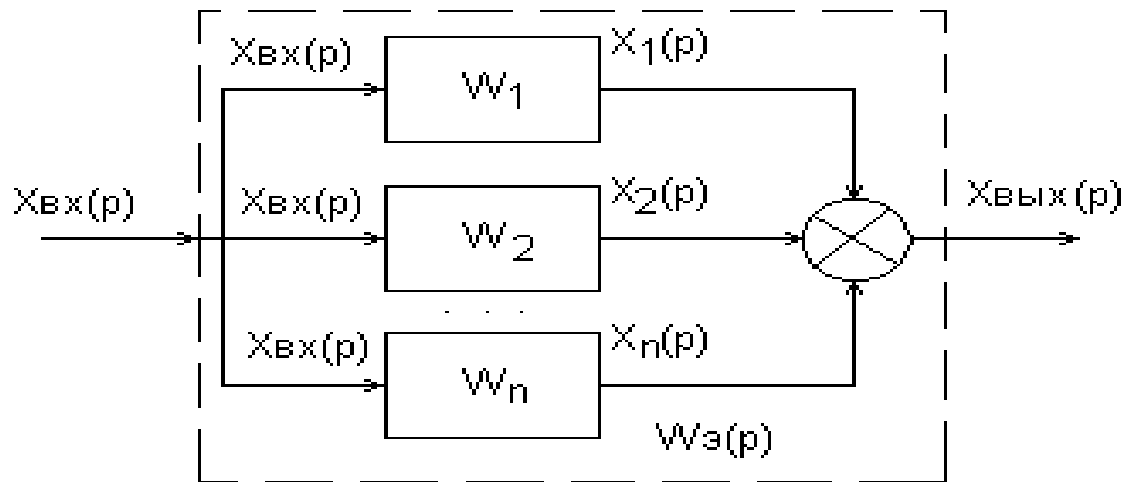 Xвх(p)
X₁(p)
W₁
Xвх(p)
Xвх(p)
X₂(p)
Xвых(p)
W₂
. . .
Xвх(p)
Xₙ(p)
Wₙ
Wэ(p)